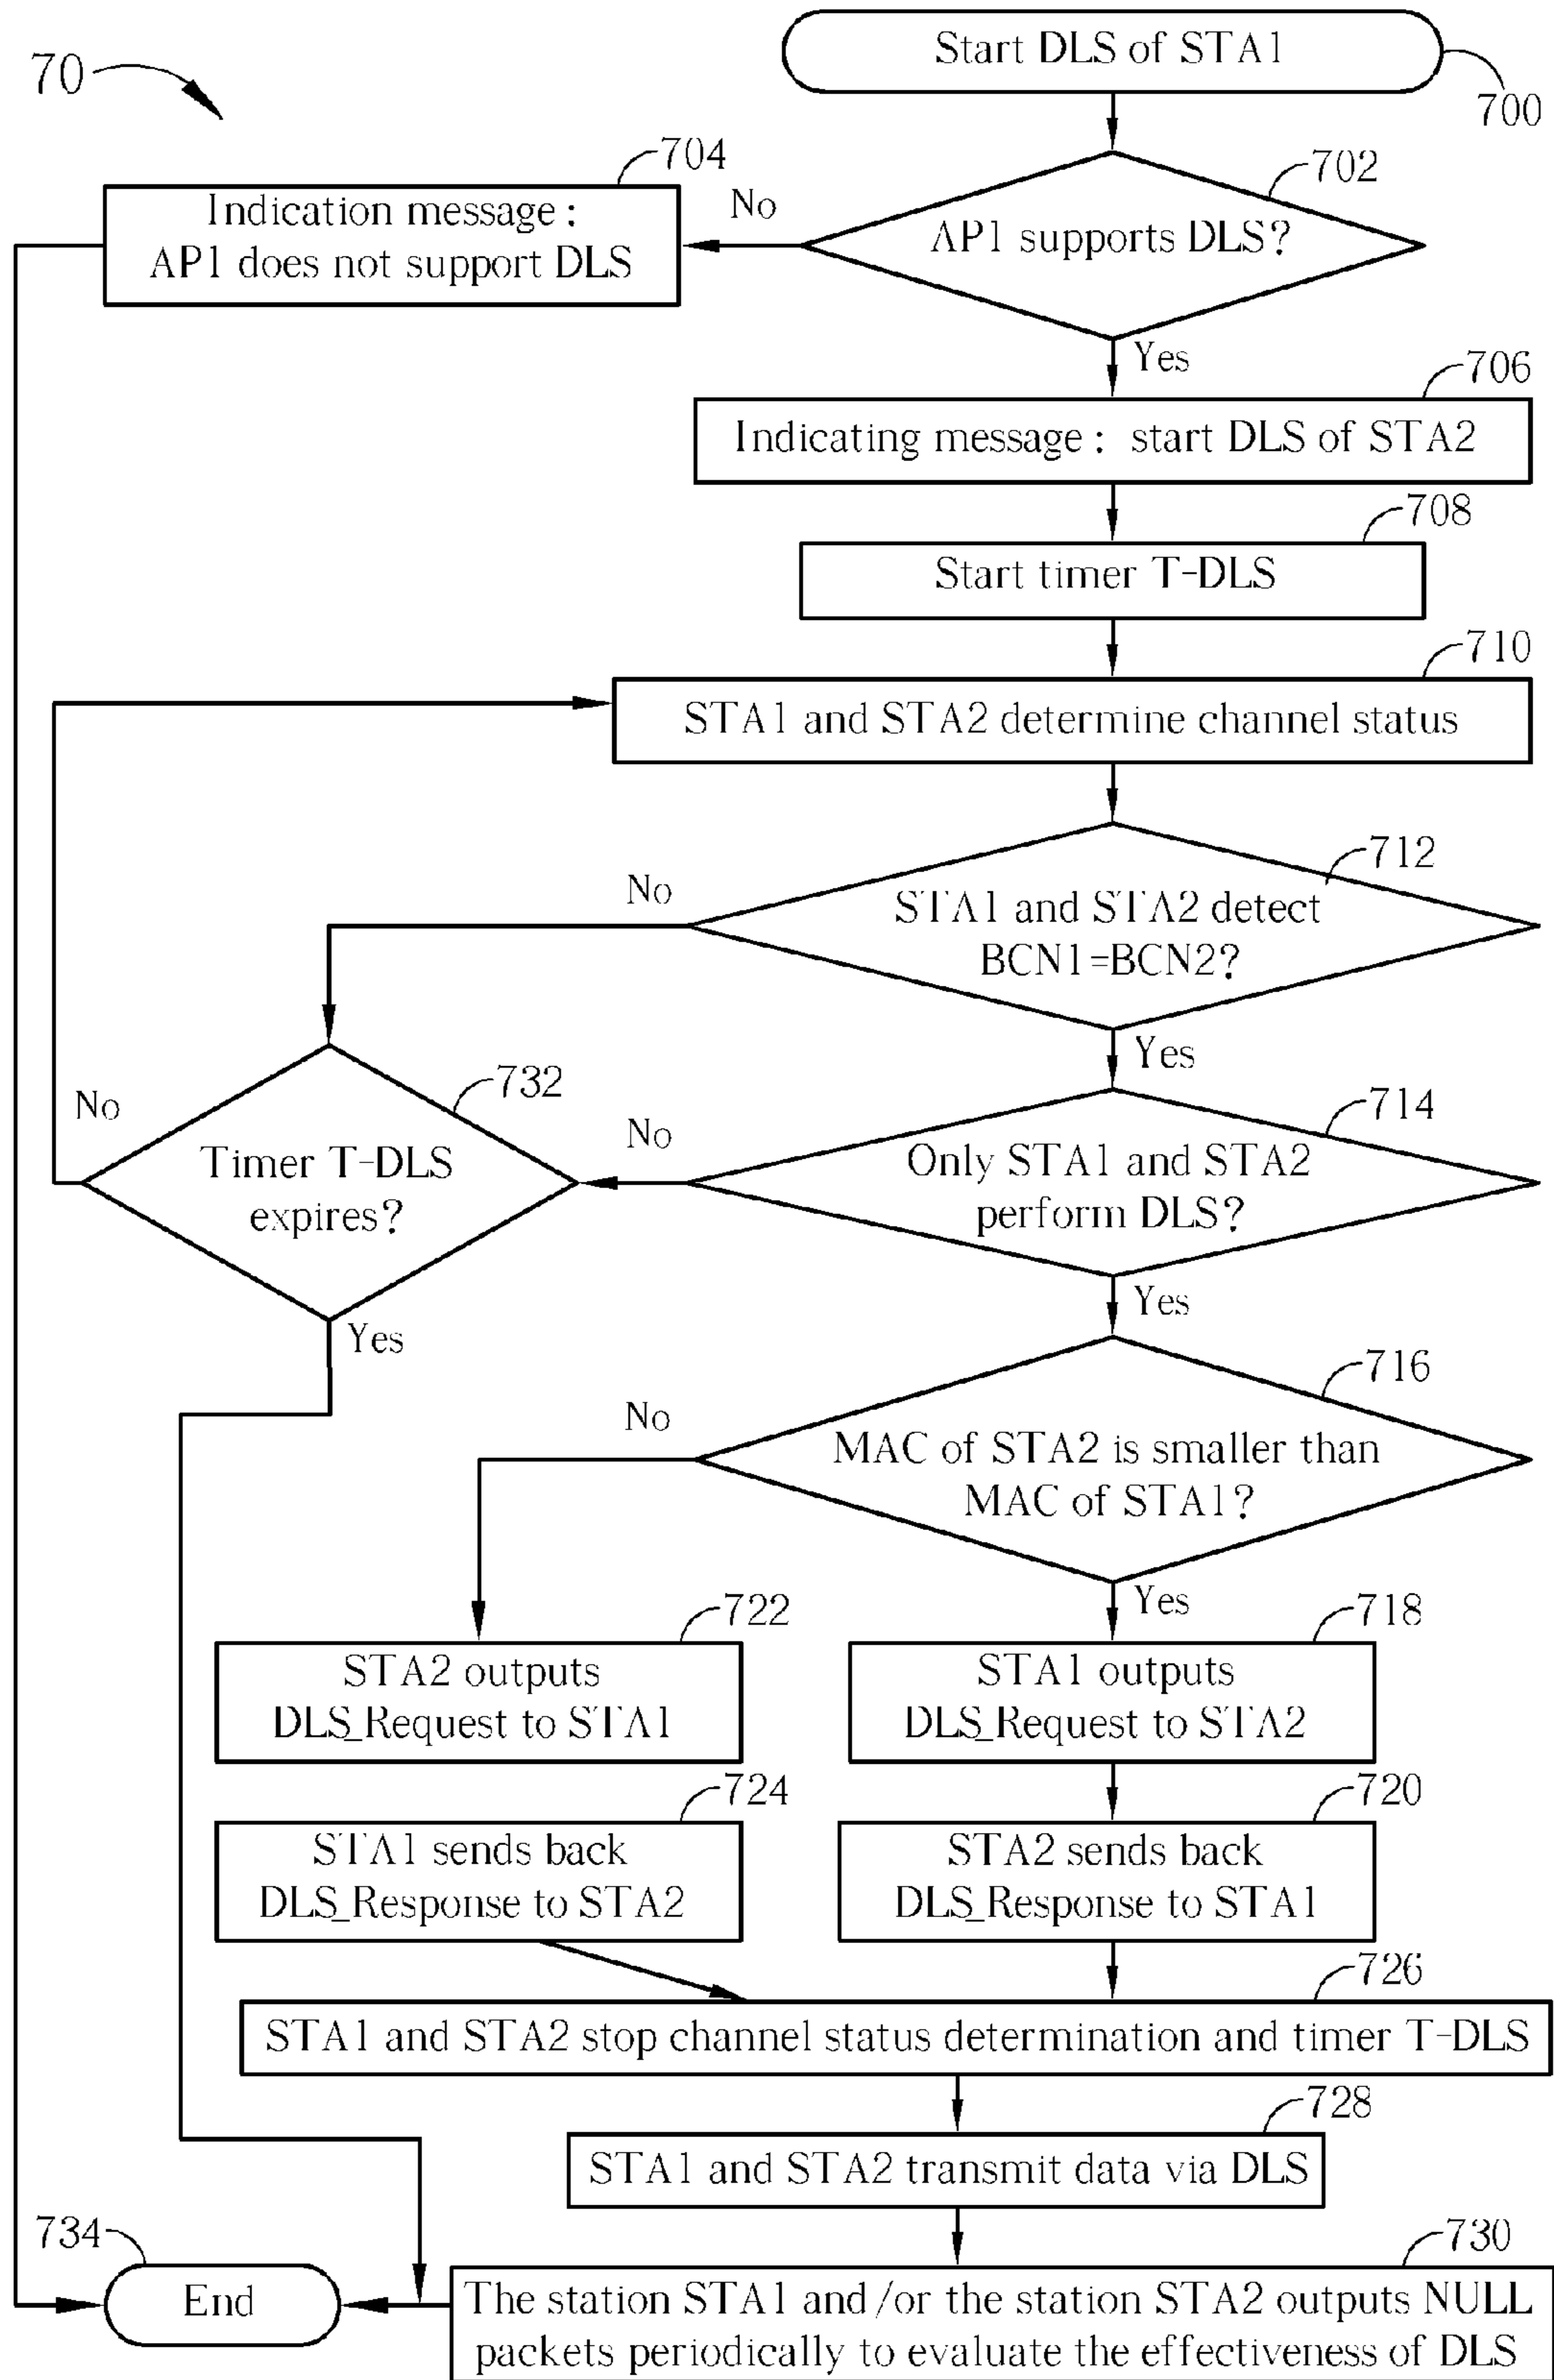 70
Start DLS of STA1
700
704
Indication message :
AP1 does not support DLS
No
702
AP1 supports DLS?
Yes
706
Indicating message : start DLS of STA2
708
Start timer T-DLS
710
STA1 and STA2 determine channel status
712
No
STA1 and STA2 detect
BCN1=BCN2?
Yes
732
No
Timer T-DLS
expires?
Yes
714
No
Only STA1 and STA2
perform DLS?
Yes
716
No
MAC of STA2 is smaller than
MAC of STA1?
Yes
722
STA2 outputs
DLS_Request to STA1
718
STA1 outputs
DLS_Request to STA2
724
STA1 sends back
DLS_Response to STA2
720
STA2 sends back
DLS_Response to STA1
726
STA1 and STA2 stop channel status determination and timer T-DLS
728
STA1 and STA2 transmit data via DLS
734
End
730
The station STA1 and/or the station STA2 outputs NULL
packets periodically to evaluate the effectiveness of DLS